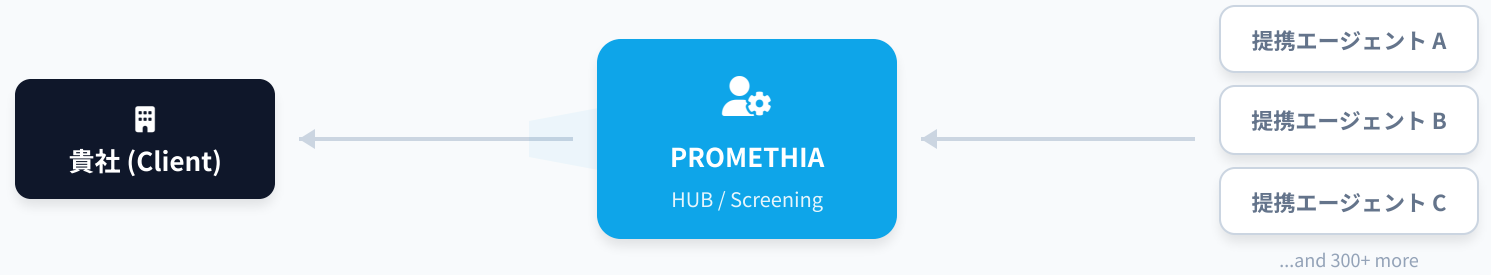 貴社 (Client)
PROMETHIA
HUB / Screening
提携エージェント A
提携エージェント B
提携エージェント C
...and 300+ more